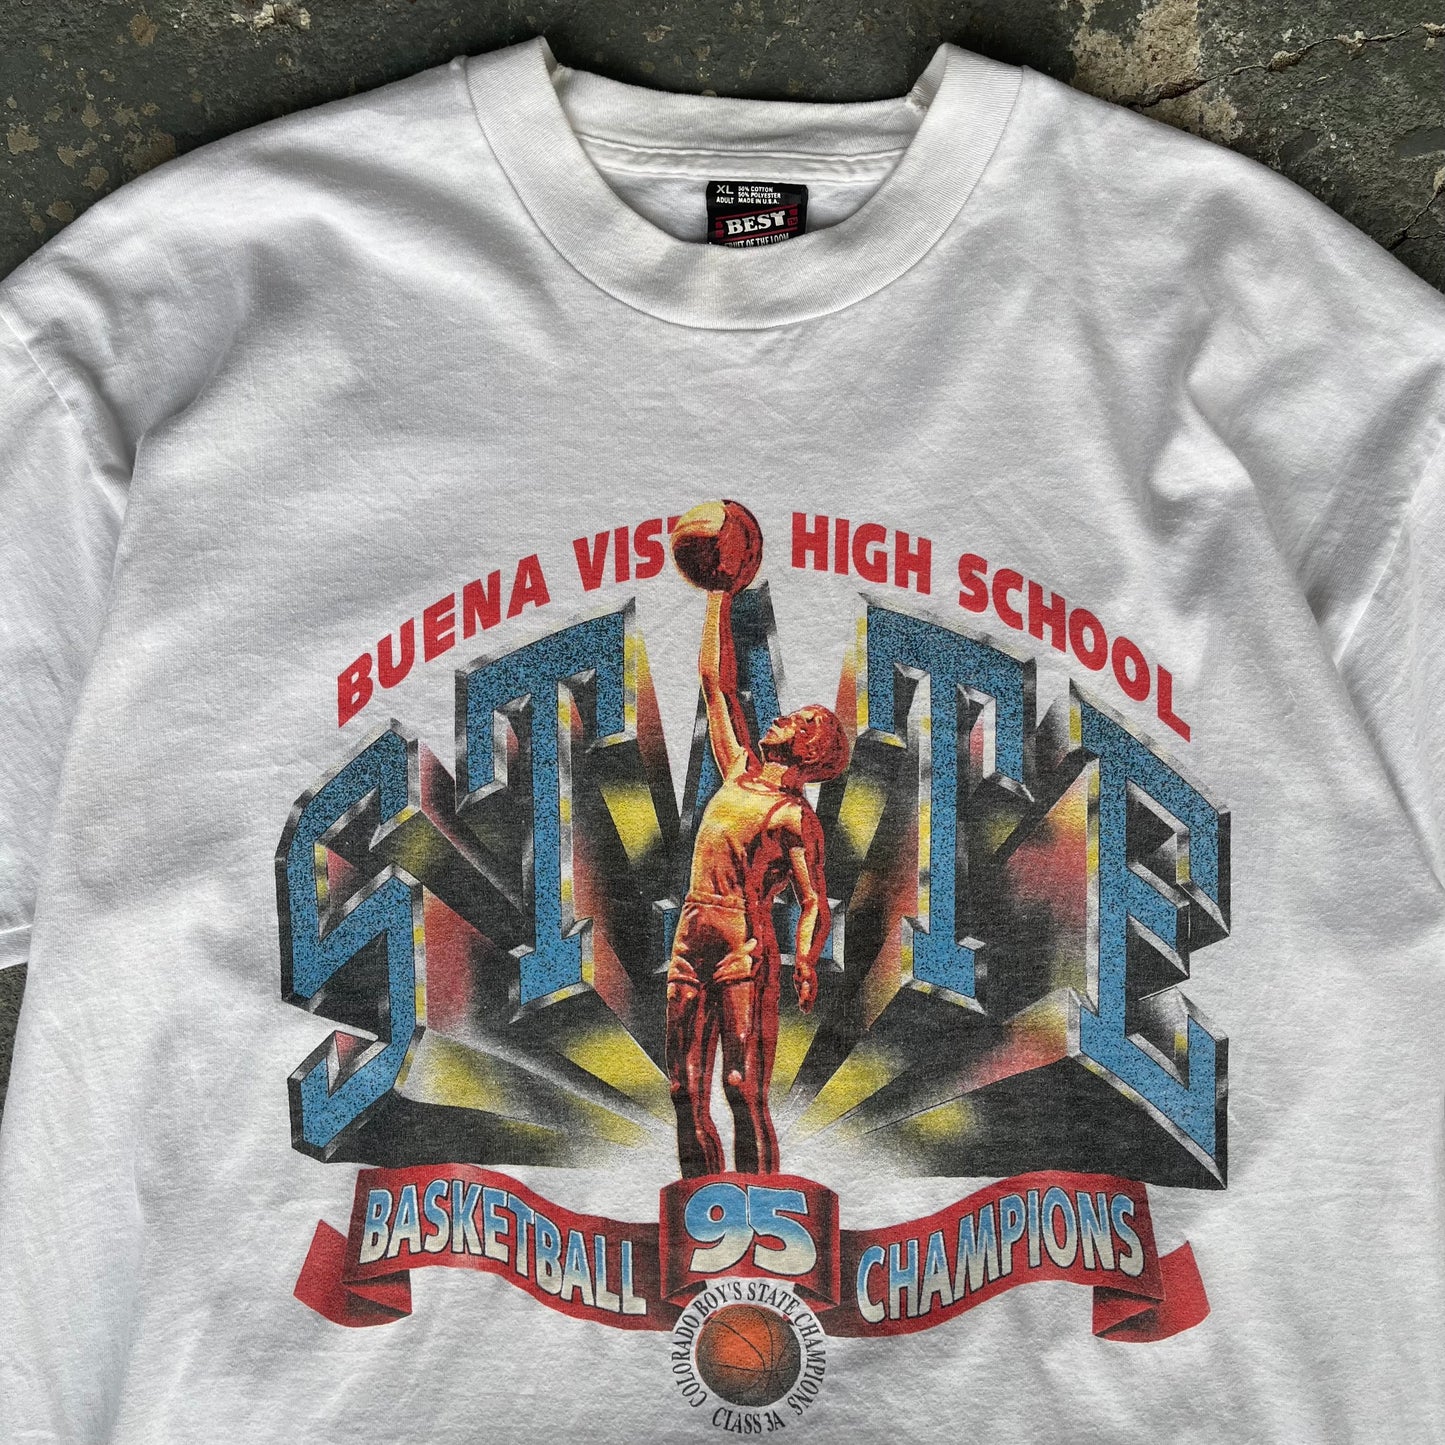 XL 50% COTTON
50% POLYESTER
ADULT MADE IN U.S.A.
BEST
FRUIT OF THE LOOM
BUENA VIST HIGH SCHOOL
STATE
BASKETBALL 95 CHAMPIONS
COLORADO BOY'S STATE CHAMPIONS
CLASS 3A